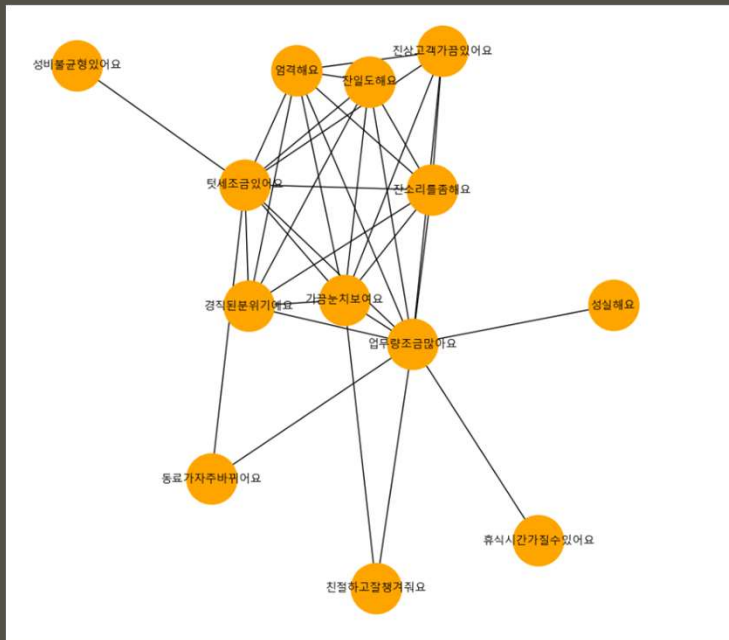 진상고객가끔있어요
성비불균형있어요
엄격해요
잔일도해요
텃세조금있어요
잔소리를좀해요
경직된분위기예요
가끔눈치보여요
성실해요
업무량조금많아요
동료가자주바뀌어요
휴식시간가질수있어요
친절하고잘챙겨줘요